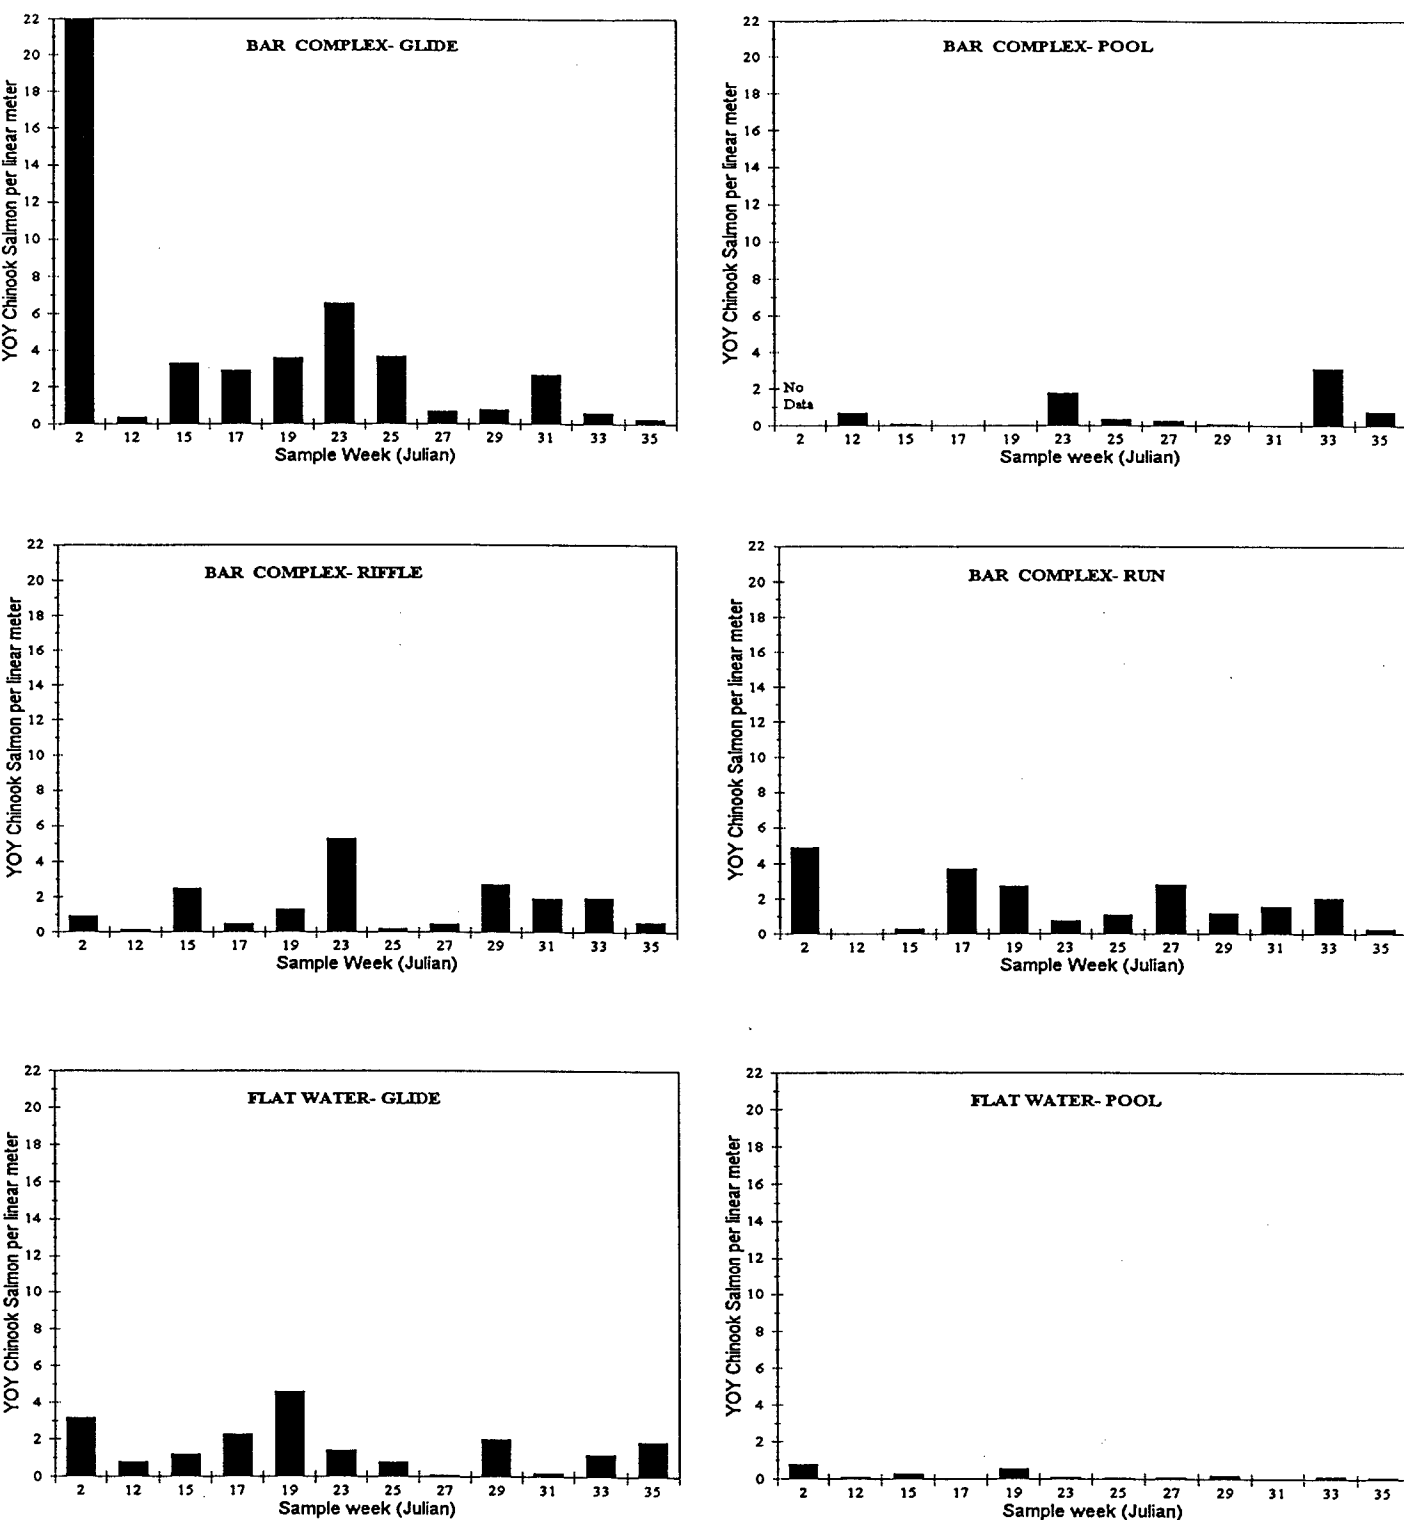 BAR COMPLEX- GLIDE
YOY Chinook Salmon per linear meter
22
20
18
16
14
12
10
8
6
4
2
0
2 12 15 17 19 23 25 27 29 31 33 35
Sample Week (Julian)
BAR COMPLEX- POOL
YOY Chinook Salmon per linear meter
22
20
18
16
14
12
10
8
6
4
2
0
No
Data
2 12 15 17 19 23 25 27 29 31 33 35
Sample week (Julian)
BAR COMPLEX- RIFFLE
YOY Chinook Salmon per linear meter
22
20
18
16
14
12
10
8
6
4
2
0
2 12 15 17 19 23 25 27 29 31 33 35
Sample Week (Julian)
BAR COMPLEX- RUN
YOY Chinook Salmon per linear meter
22
20
18
16
14
12
10
8
6
4
2
0
2 12 15 17 19 23 25 27 29 31 33 35
Sample Week (Julian)
FLAT WATER- GLIDE
YOY Chinook Salmon per linear meter
22
20
18
16
14
12
10
8
6
4
2
0
2 12 15 17 19 23 25 27 29 31 33 35
Sample week (Julian)
FLAT WATER- POOL
YOY Chinook Salmon per linear meter
22
20
18
16
14
12
10
8
6
4
2
0
2 12 15 17 19 23 25 27 29 31 33 35
Sample week (Julian)